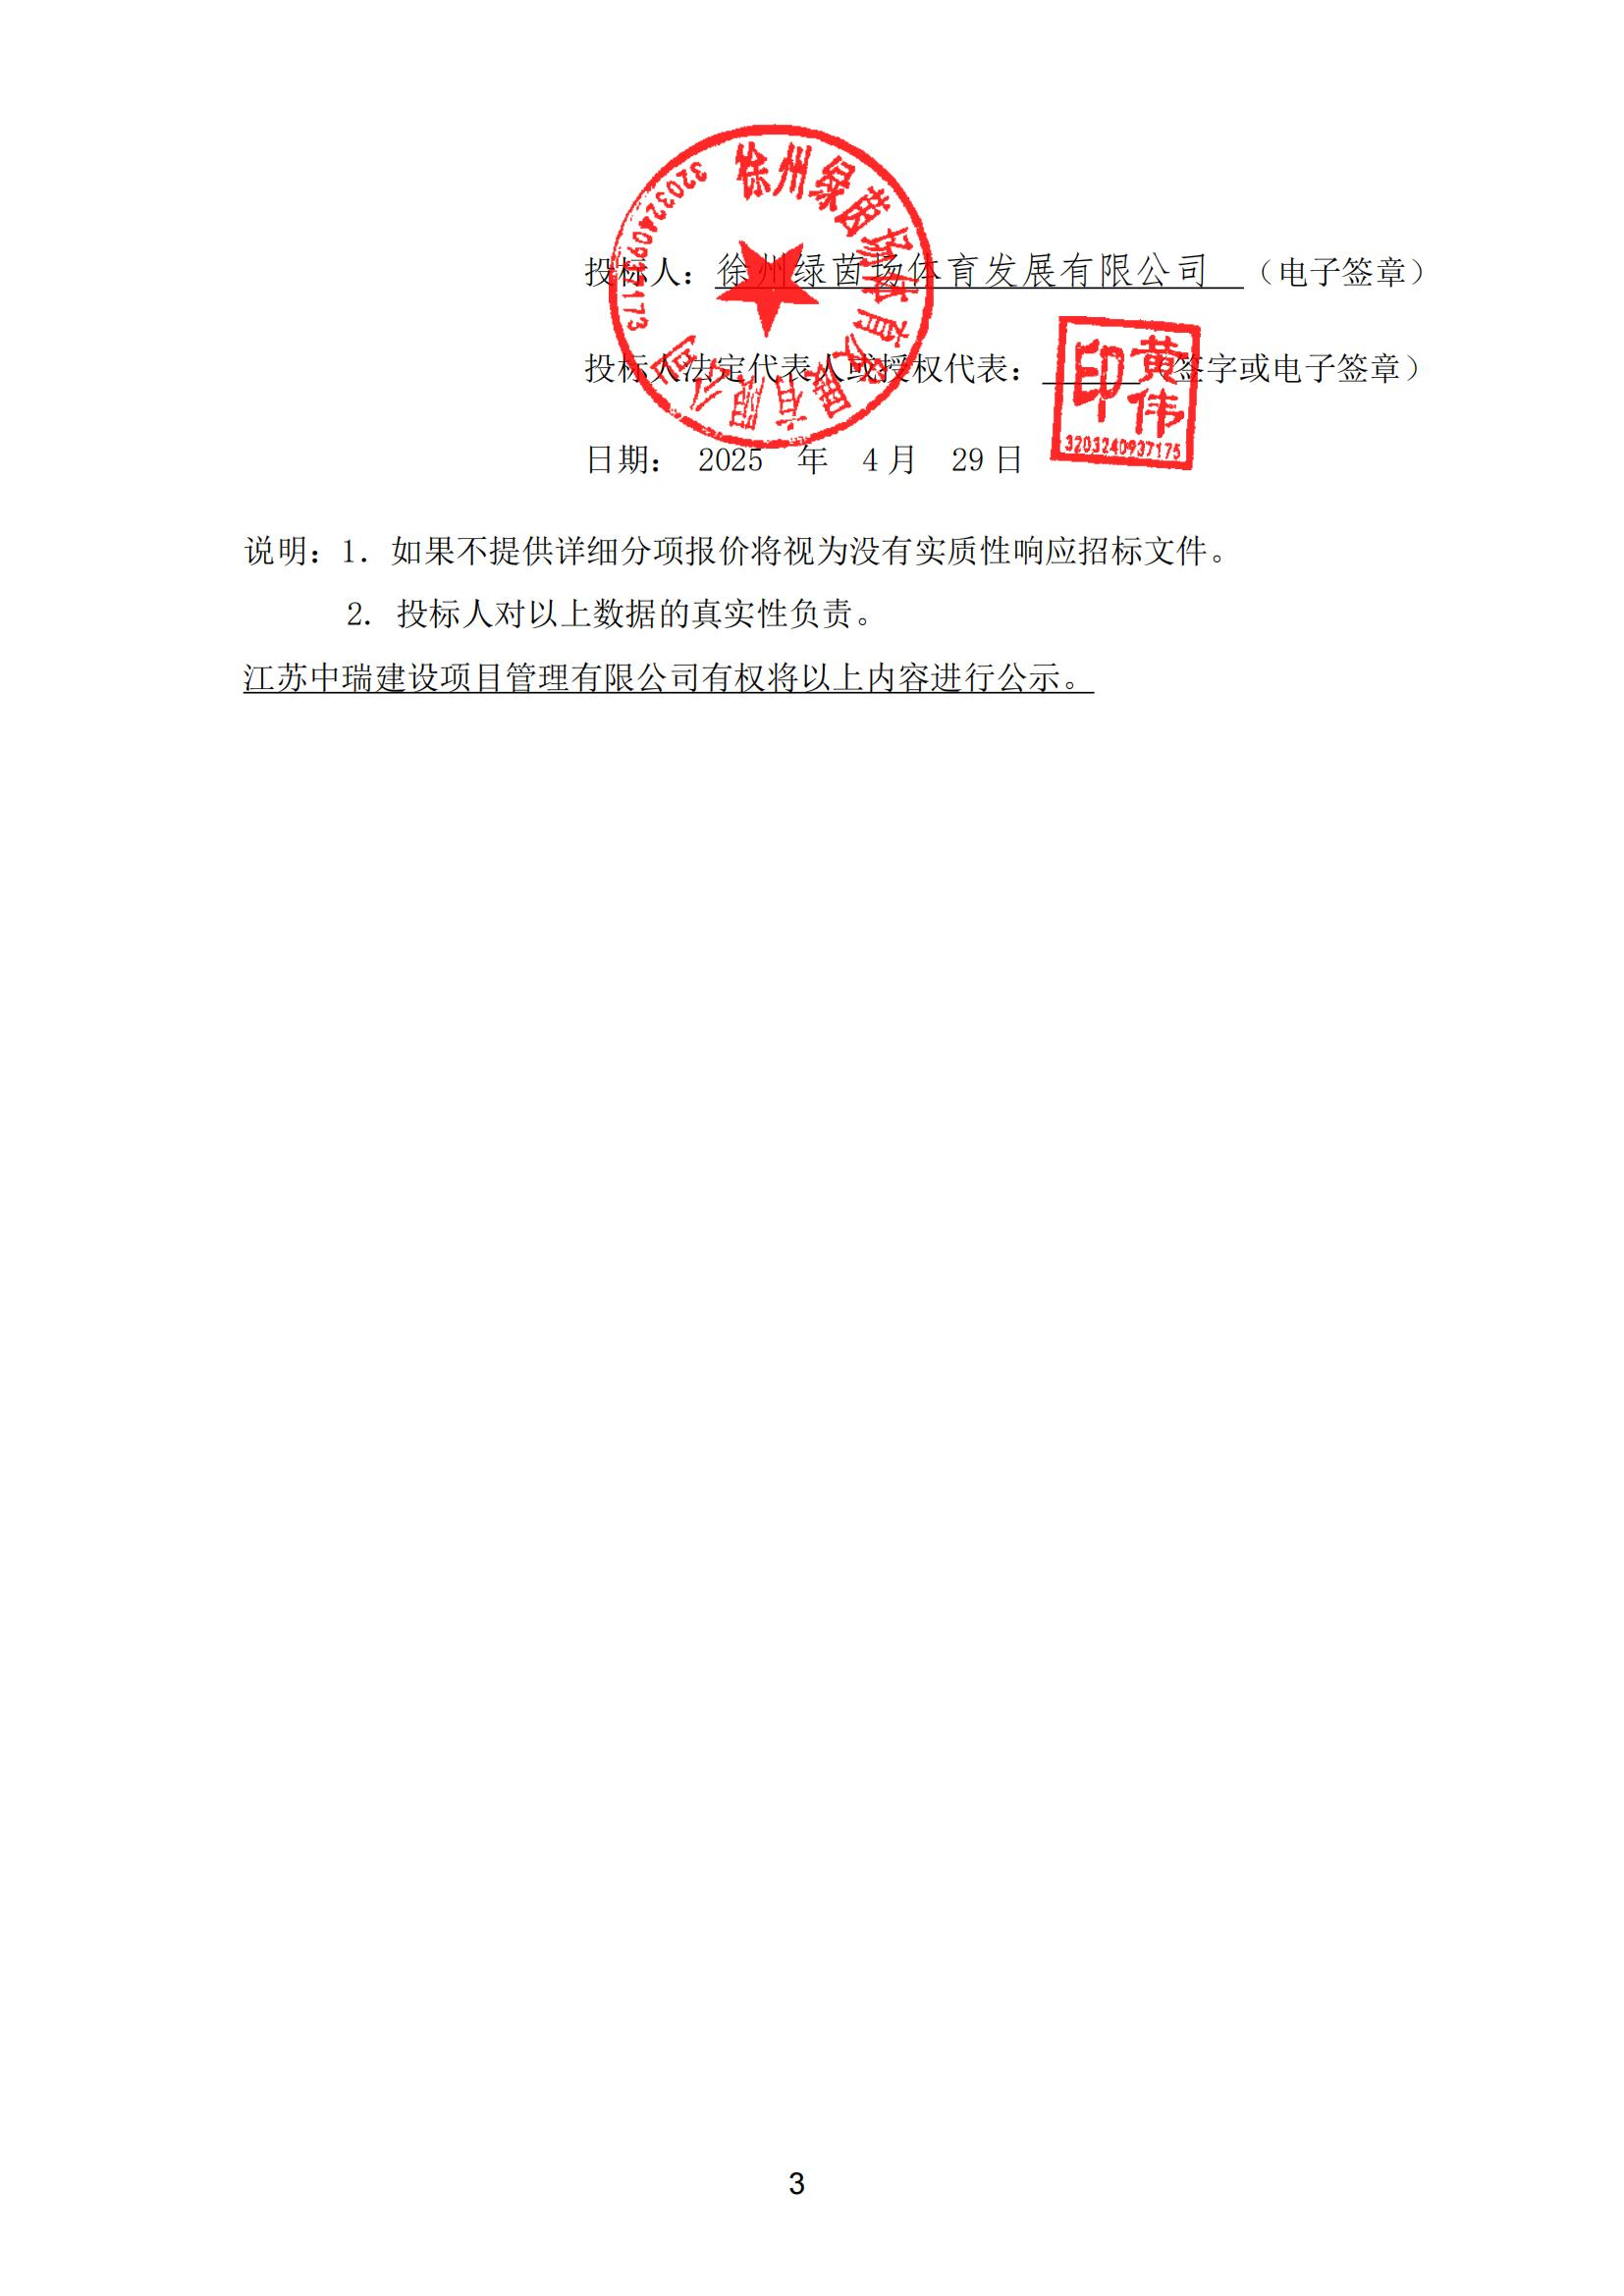 投标人：徐州绿茵场体育发展有限公司（电子签章）
投标人法定代表人或授权代表：签字或电子签章）
日期： 2025 年 4 月 29 日
徐州绿茵场体育发展有限公司
3203240937173
黄伟印
3203240937175
说明：1. 如果不提供详细分项报价将视为没有实质性响应招标文件。
2. 投标人对以上数据的真实性负责。
江苏中瑞建设项目管理有限公司有权将以上内容进行公示。
3